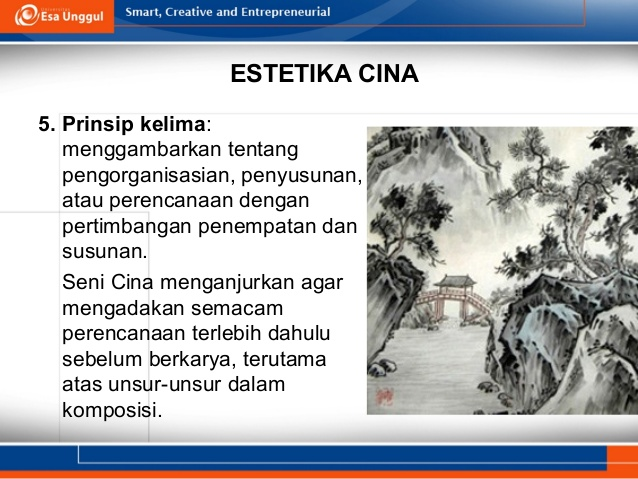 Esa Unggul
Smart, Creative and Entrepreneurial
ESTETIKA CINA
5. Prinsip kelima:
menggambarkan tentang
pengorganisasian, penyusunan,
atau perencanaan dengan
pertimbangan penempatan dan
susunan.
Seni Cina menganjurkan agar
mengadakan semacam
perencanaan terlebih dahulu
sebelum berkarya, terutama
atas unsur-unsur dalam
komposisi.